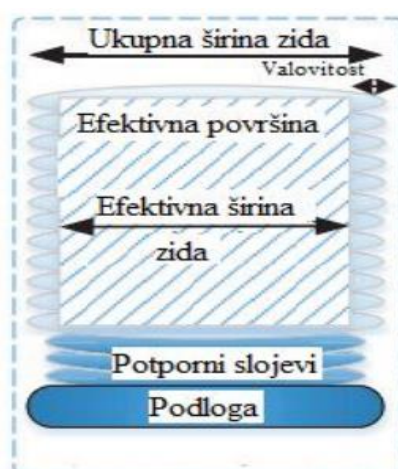 Ukupna širina zida
Valovitost
Efektivna površina
Efektivna širina
zida
Potporni slojevi
Podloga